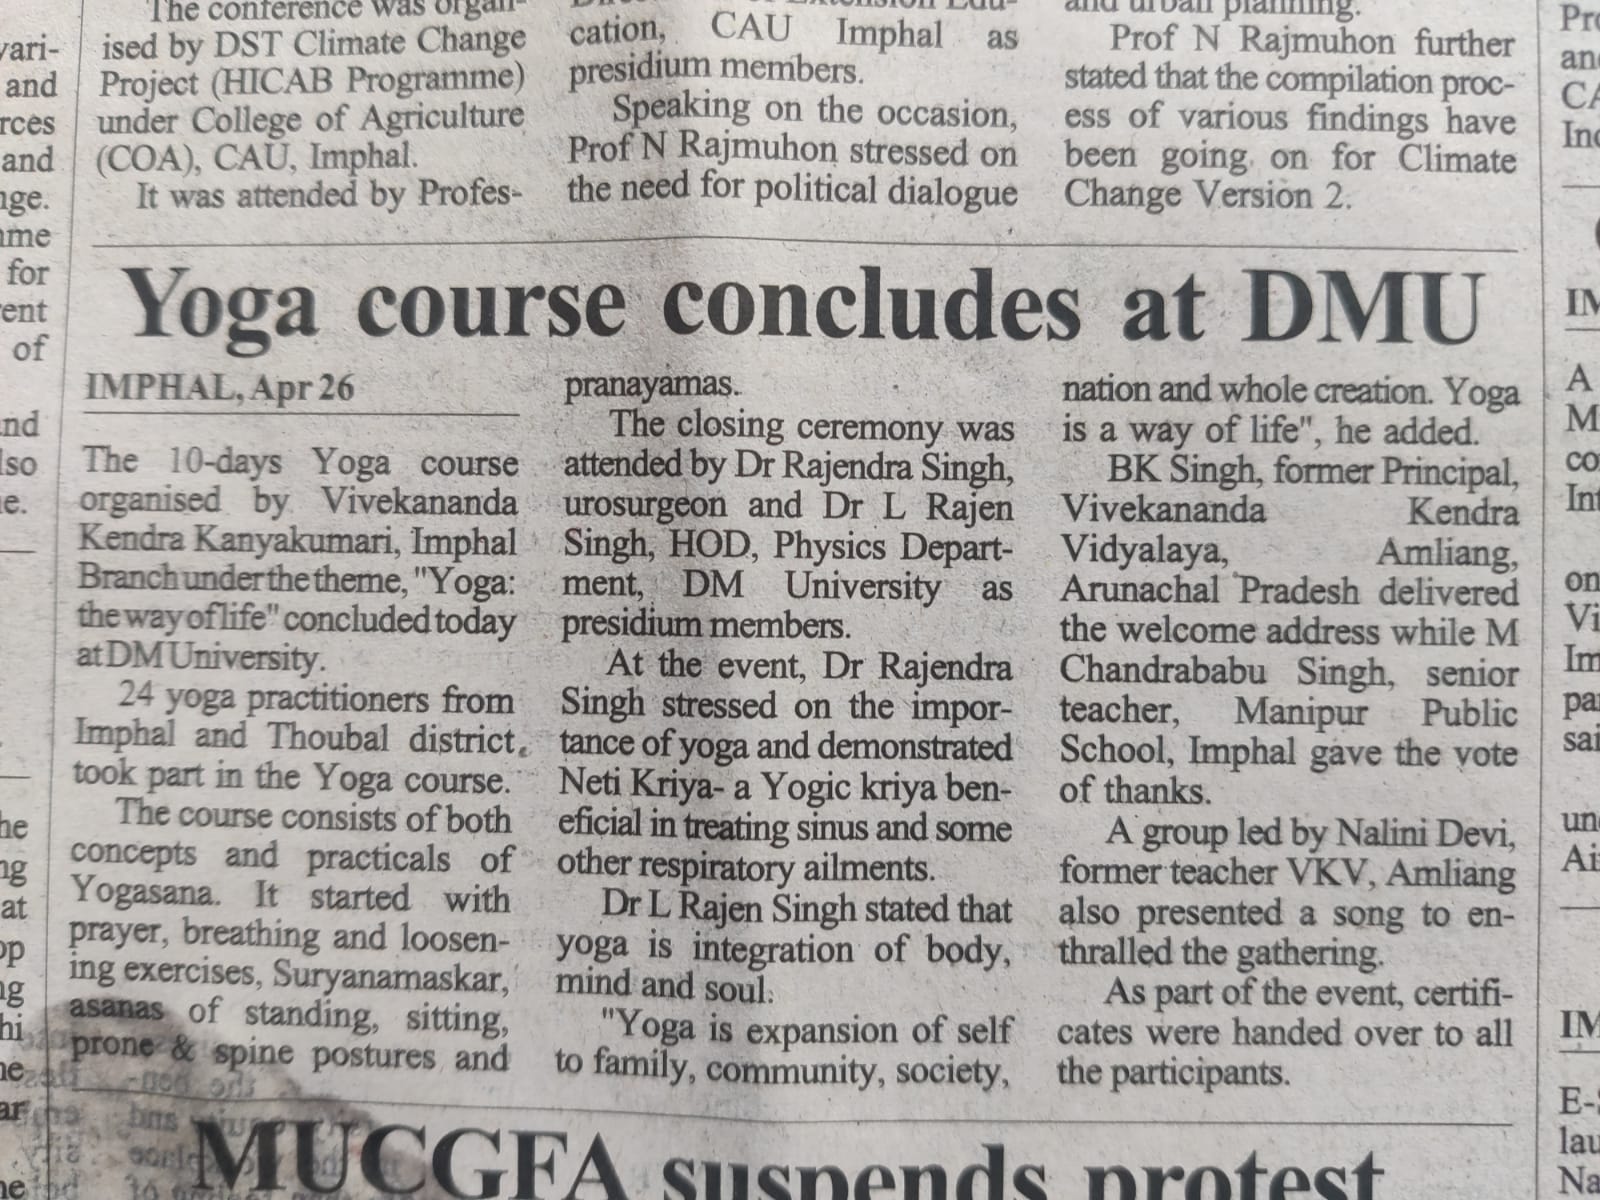 The conference was organ-
ised by DST Climate Change
Project (HICAB Programme)
under College of Agriculture
(COA), CAU, Imphal.
It was attended by Profes-
cation, CAU Imphal as
presidium members.
Speaking on the occasion,
Prof N Rajmuhon stressed on
the need for political dialogue
and urban planning.
Prof N Rajmuhon further
stated that the compilation proc-
ess of various findings have
been going on for Climate
Change Version 2.
Yoga course concludes at DMU
IMPHAL, Apr 26
The 10-days Yoga course
organised by Vivekananda
Kendra Kanyakumari, Imphal
Branch under the theme, "Yoga:
the way of life" concluded today
at DM University.
24 yoga practitioners from
Imphal and Thoubal district
took part in the Yoga course.
The course consists of both
concepts and practicals of
Yogasana. It started with
prayer, breathing and loosen-
ing exercises, Suryanamaskar,
asanas of standing, sitting,
prone & spine postures and
pranayamas.
The closing ceremony was
attended by Dr Rajendra Singh,
urosurgeon and Dr L Rajen
Singh, HOD, Physics Depart-
ment, DM University as
presidium members.
At the event, Dr Rajendra
Singh stressed on the impor-
tance of yoga and demonstrated
Neti Kriya- a Yogic kriya ben-
eficial in treating sinus and some
other respiratory ailments.
Dr L Rajen Singh stated that
yoga is integration of body,
mind and soul.
"Yoga is expansion of self
to family, community, society,
nation and whole creation. Yoga
is a way of life", he added.
BK Singh, former Principal,
Vivekananda Kendra
Vidyalaya, Amliang,
Arunachal Pradesh delivered
the welcome address while M
Chandrababu Singh, senior
teacher, Manipur Public
School, Imphal gave the vote
of thanks.
A group led by Nalini Devi,
former teacher VKV, Amliang
also presented a song to en-
thralled the gathering.
As part of the event, certifi-
cates were handed over to all
the participants.
MUCGFA suspends protest